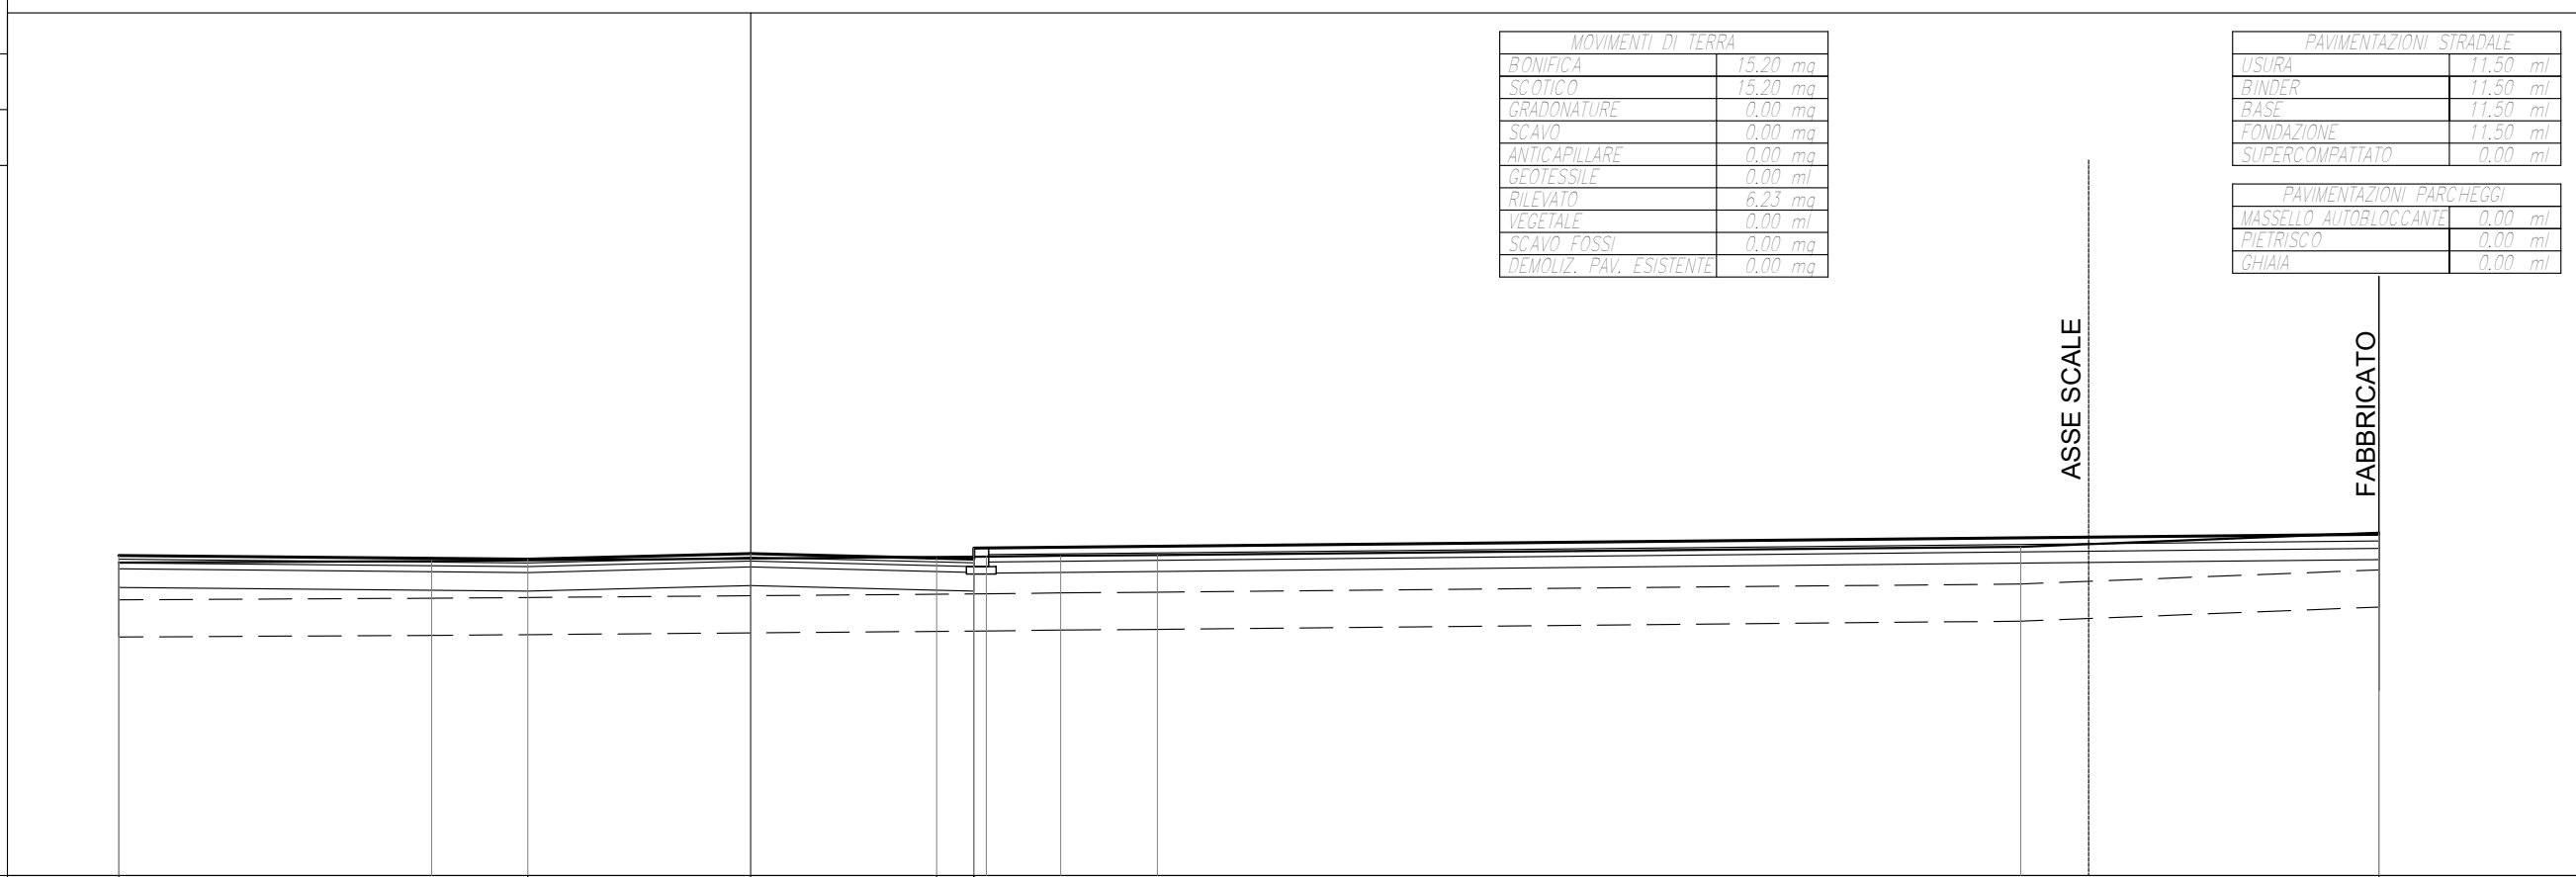 MOVIMENTI DI TERRA
BONIFICA 15.20 mq
SCOTICO 15.20 mq
GRADONATURE 0.00 mq
SCAVO 0.00 mq
ANTICAPILLARE 0.00 mq
GEOTESSILE 0.00 ml
RILEVATO 6.23 mq
VEGETALE 0.00 ml
SCAVO FOSSI 0.00 mq
DEMOLIZ. PAV. ESISTENTE 0.00 mq
PAVIMENTAZIONI STRADALE
USURA 11.50 ml
BINDER 11.50 ml
BASE 11.50 ml
FONDAZIONE 11.50 ml
SUPERCOMPATTATO 0.00 ml
PAVIMENTAZIONI PARCHEGGI
MASSELLO AUTOBLOCCANTE 0.00 ml
PIETRISCO 0.00 ml
GHIAIA 0.00 ml
ASSE SCALE
FABBRICATO